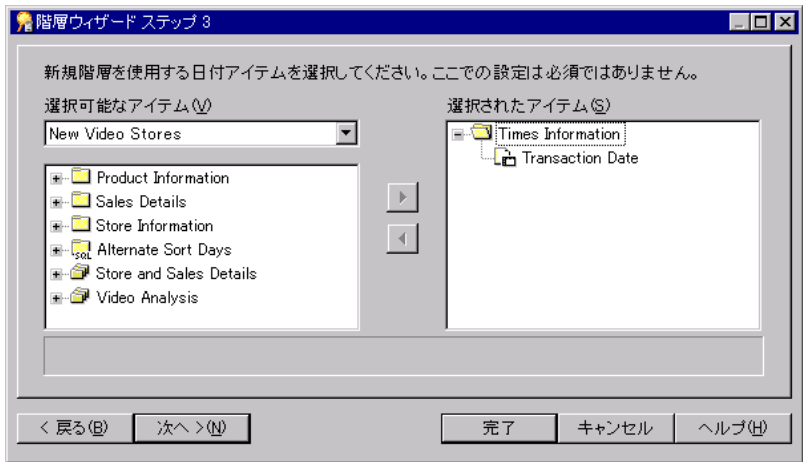 階層ウィザード ステップ 3
新規階層を使用する日付アイテムを選択してください。ここでの設定は必須ではありません。
選択可能なアイテム(V)
New Video Stores
Product Information
Sales Details
Store Information
SQL Alternate Sort Days
Store and Sales Details
Video Analysis
選択されたアイテム(S)
Times Information
Transaction Date
< 戻る(B)
次へ >(N)
完了
キャンセル
ヘルプ(H)